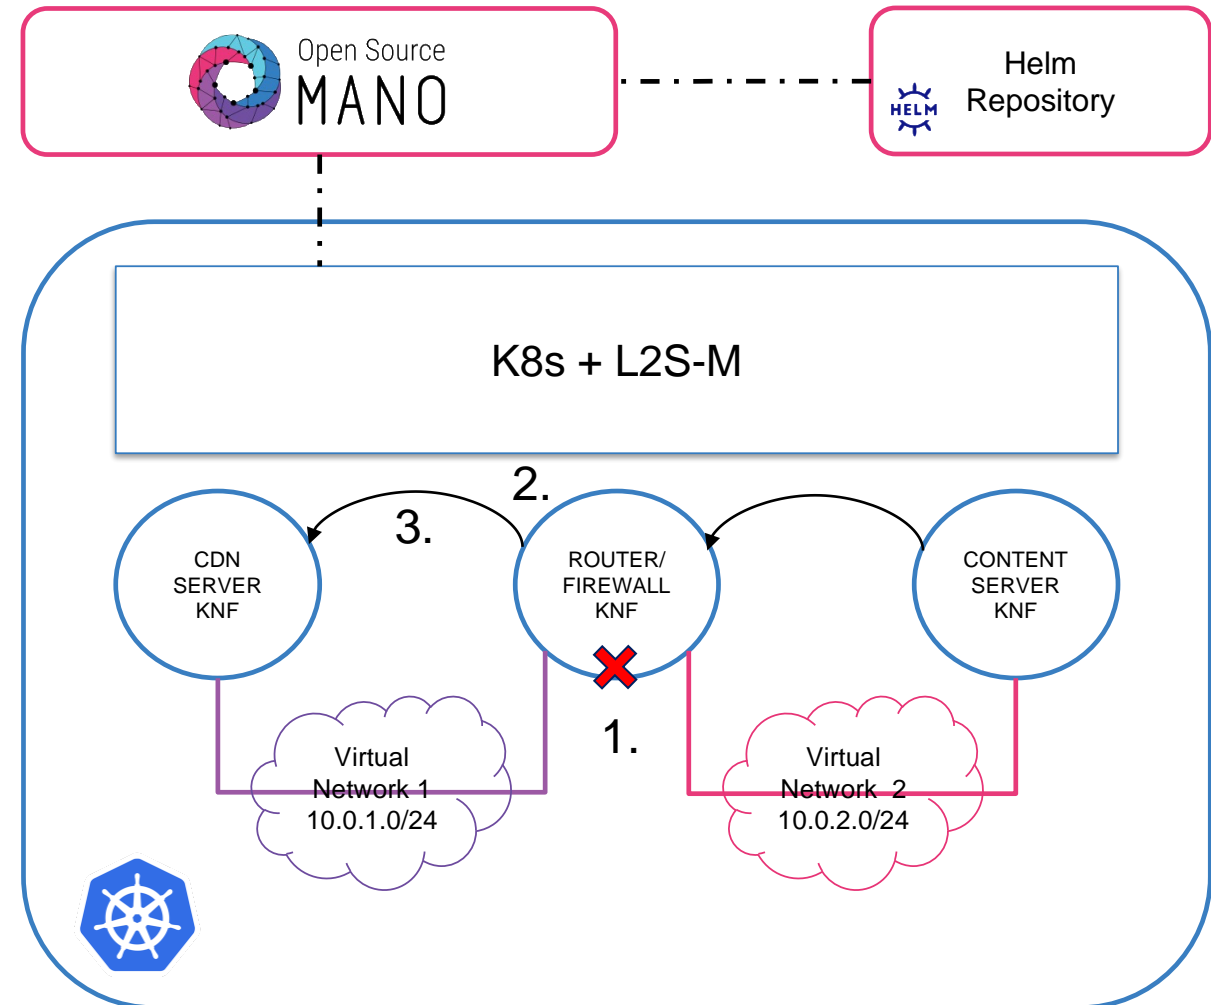 Open Source
MANO
Helm
Repository
HELM
K8s + L2S-M
2.
3.
CDN
SERVER
KNF
ROUTER/
FIREWALL
KNF
CONTENT
SERVER
KNF
1.
Virtual
Network 1
10.0.1.0/24
Virtual
Network 2
10.0.2.0/24